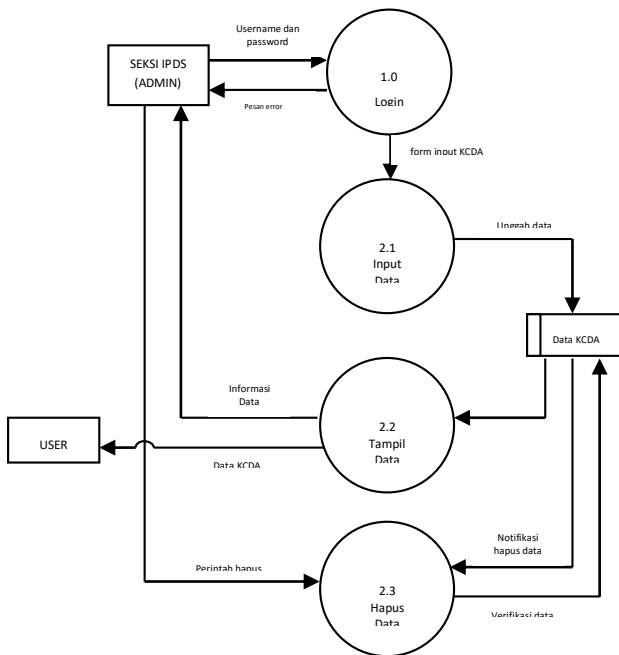 Username dan
password
SEKSI IPDS
(ADMIN)
1.0
Login
Pesan error
form input KCDA
2.1
Input
Data
Unggah data
Data KCDA
Informasi
Data
2.2
Tampil
Data
USER
Data KCDA
Notifikasi
hapus data
Perintah hapus
2.3
Hapus
Data
Verifikasi data